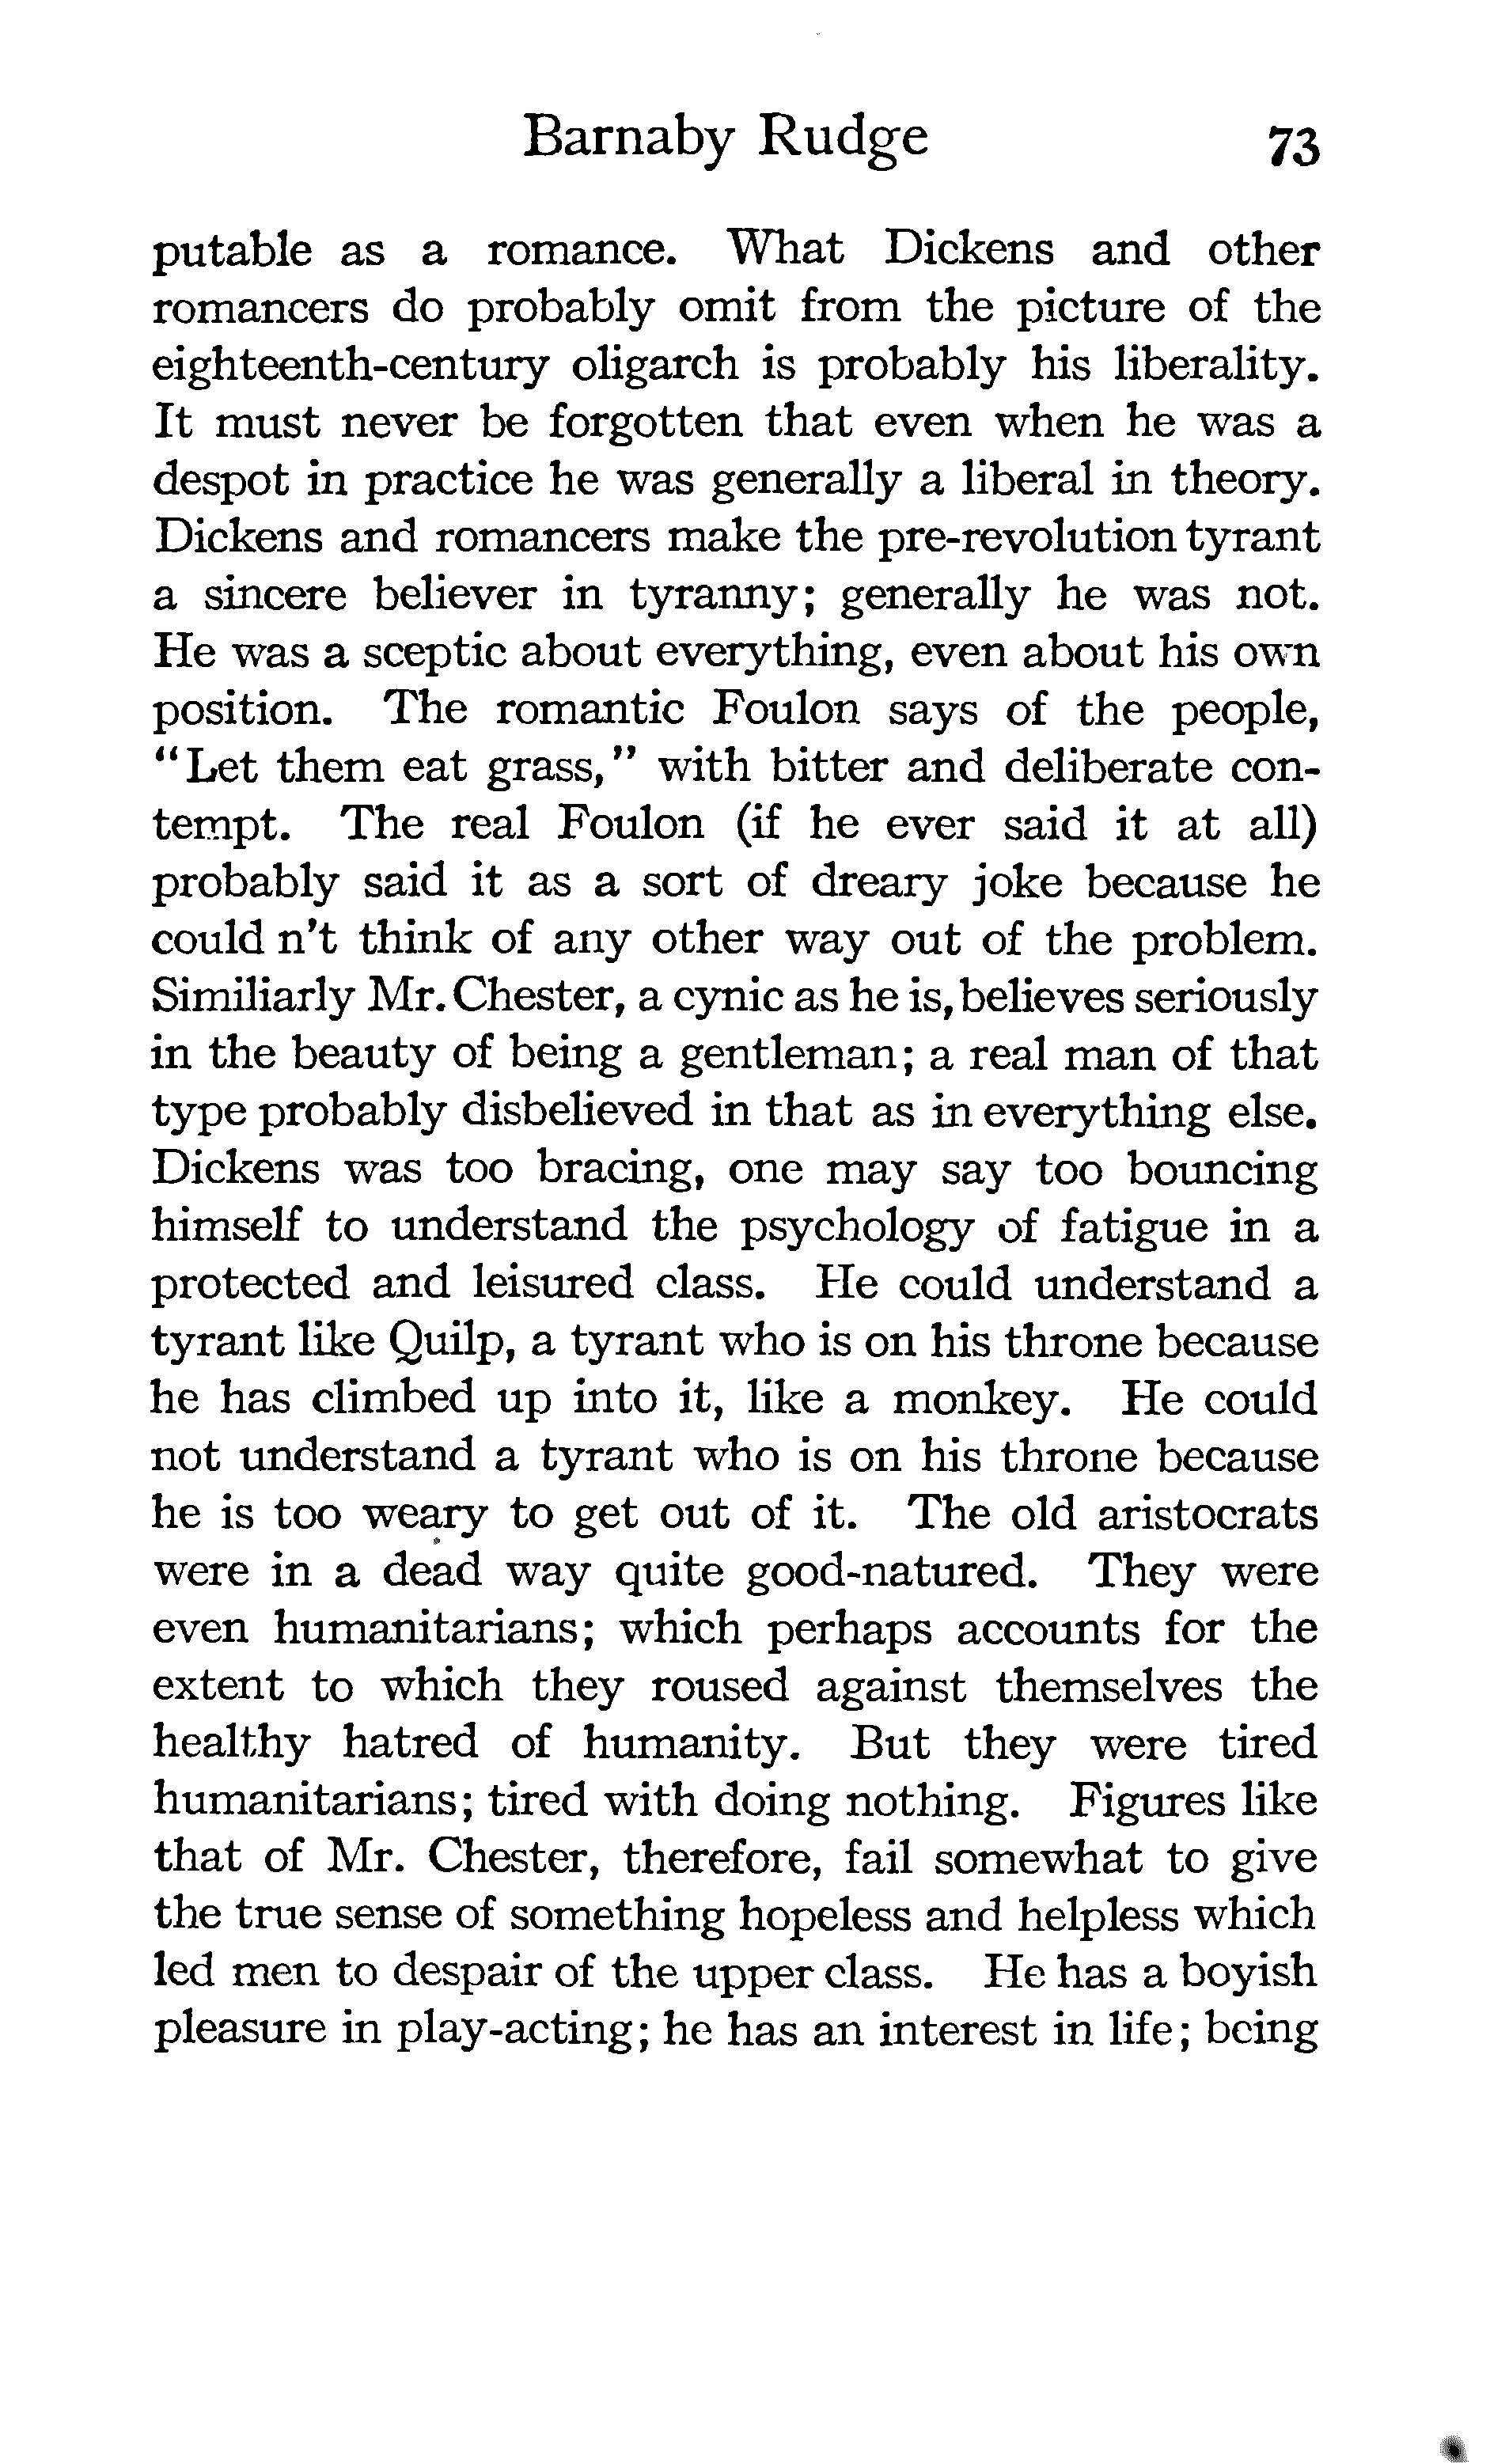 Barnaby Rudge 73
putable as a romance. What Dickens and other
romancers do probably omit from the picture of the
eighteenth-century oligarch is probably his liberality.
It must never be forgotten that even when he was a
despot in practice he was generally a liberal in theory.
Dickens and romancers make the pre-revolution tyrant
a sincere believer in tyranny; generally he was not.
He was a sceptic about everything, even about his own
position. The romantic Foulon says of the people,
"Let them eat grass," with bitter and deliberate con-
tempt. The real Foulon (if he ever said it at all)
probably said it as a sort of dreary joke because he
could n't think of any other way out of the problem.
Similiarly Mr. Chester, a cynic as he is, believes seriously
in the beauty of being a gentleman; a real man of that
type probably disbelieved in that as in everything else.
Dickens was too bracing, one may say too bouncing
himself to understand the psychology of fatigue in a
protected and leisured class. He could understand a
tyrant like Quilp, a tyrant who is on his throne because
he has climbed up into it, like a monkey. He could
not understand a tyrant who is on his throne because
he is too weary to get out of it. The old aristocrats
were in a dead way quite good-natured. They were
even humanitarians; which perhaps accounts for the
extent to which they roused against themselves the
healthy hatred of humanity. But they were tired
humanitarians; tired with doing nothing. Figures like
that of Mr. Chester, therefore, fail somewhat to give
the true sense of something hopeless and helpless which
led men to despair of the upper class. He has a boyish
pleasure in play-acting; he has an interest in life; being